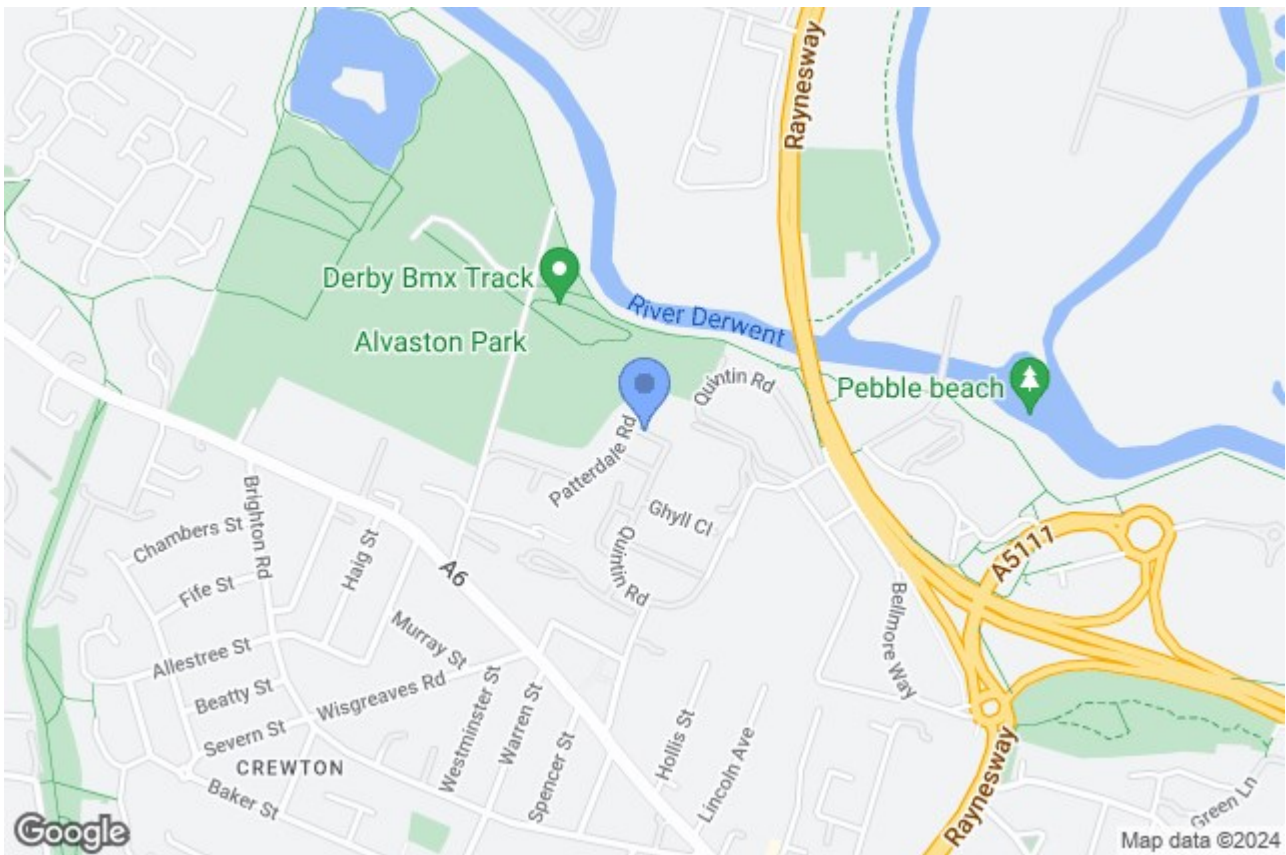 Raynesway
Derby Bmx Track
River Derwent
Alvaston Park
Pebble beach
Quintin Rd
Patterdale Rd
Ghyll Cl
Brighton Rd
Chambers St
Haig St
A6
Quintin Rd
A5111
Fife St
Bellmore Way
Murray St
Allestree St
Wisgreaves Rd
Beatty St
Westminster St
Warren St
Severn St
Spencer St
Hollis St
Lincoln Ave
CREWTON
Baker St
Raynesway
Green Ln
Google
Map data ©2024